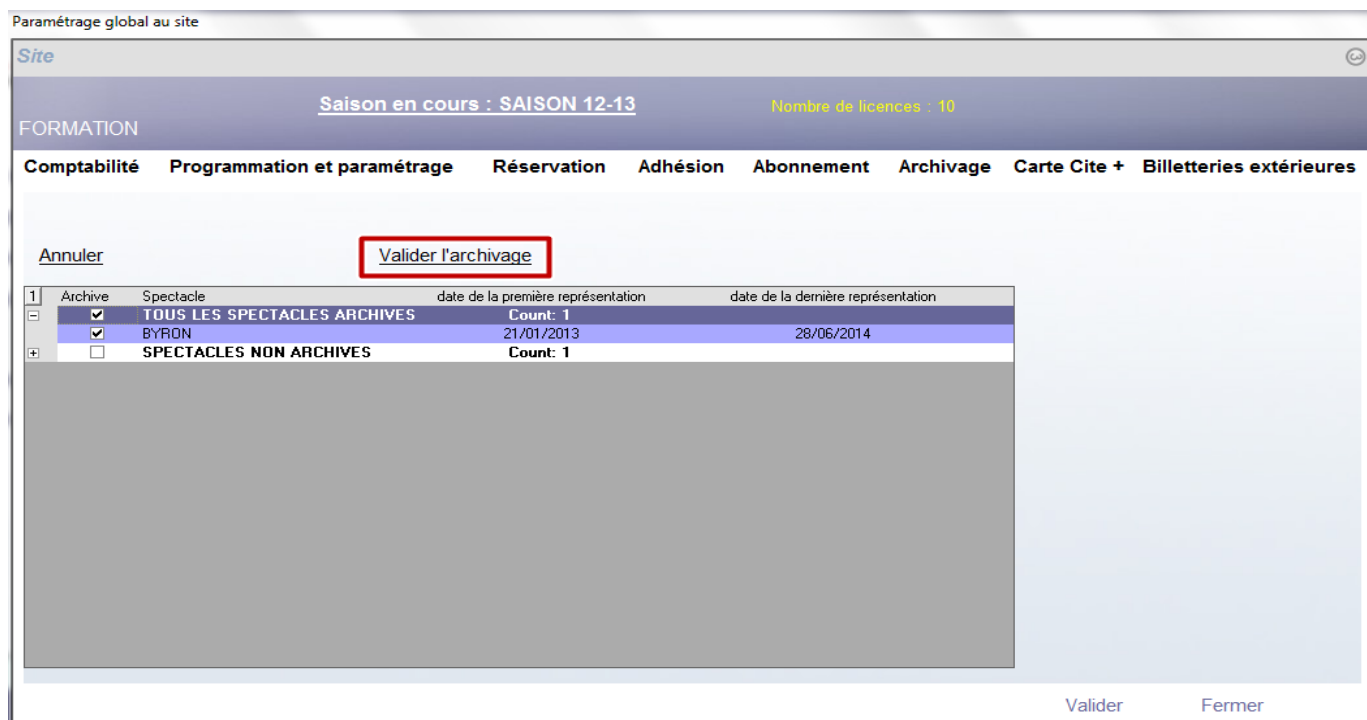 Paramétrage global au site
Site
Saison en cours : SAISON 12-13 Nombre de licences : 10
FORMATION
Comptabilité Programmation et paramétrage Réservation Adhésion Abonnement Archivage Carte Cite + Billetteries extérieures
Annuler Valider l'archivage
1 Archive Spectacle date de la première représentation date de la dernière représentation
TOUS LES SPECTACLES ARCHIVES Count: 1
BYRON 21/01/2013 28/06/2014
SPECTACLES NON ARCHIVES Count: 1
Valider Fermer